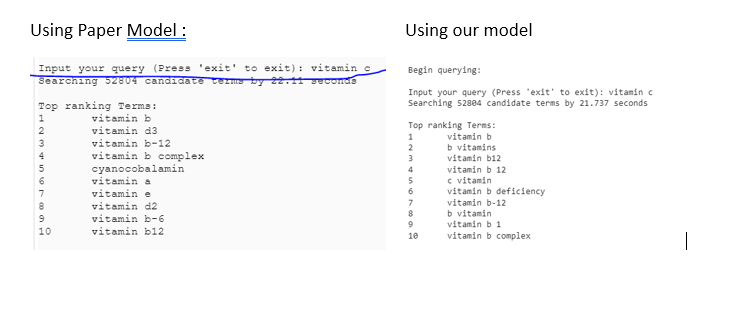 Using Paper Model :
Input your query (Press 'exit' to exit): vitamin c
Searching 52804 candidate terms by 22.11 seconds
Top ranking Terms:
1 vitamin b
2 vitamin d3
3 vitamin b-12
4 vitamin b complex
5 cyanocobalamin
6 vitamin a
7 vitamin e
8 vitamin d2
9 vitamin b-6
10 vitamin b12
Using our model
Begin querying:
Input your query (Press 'exit' to exit): vitamin c
Searching 52804 candidate terms by 21.737 seconds
Top ranking Terms:
1 vitamin b
2 b vitamins
3 vitamin b12
4 vitamin b 12
5 c vitamin
6 vitamin b deficiency
7 vitamin b-12
8 b vitamin
9 vitamin b 1
10 vitamin b complex